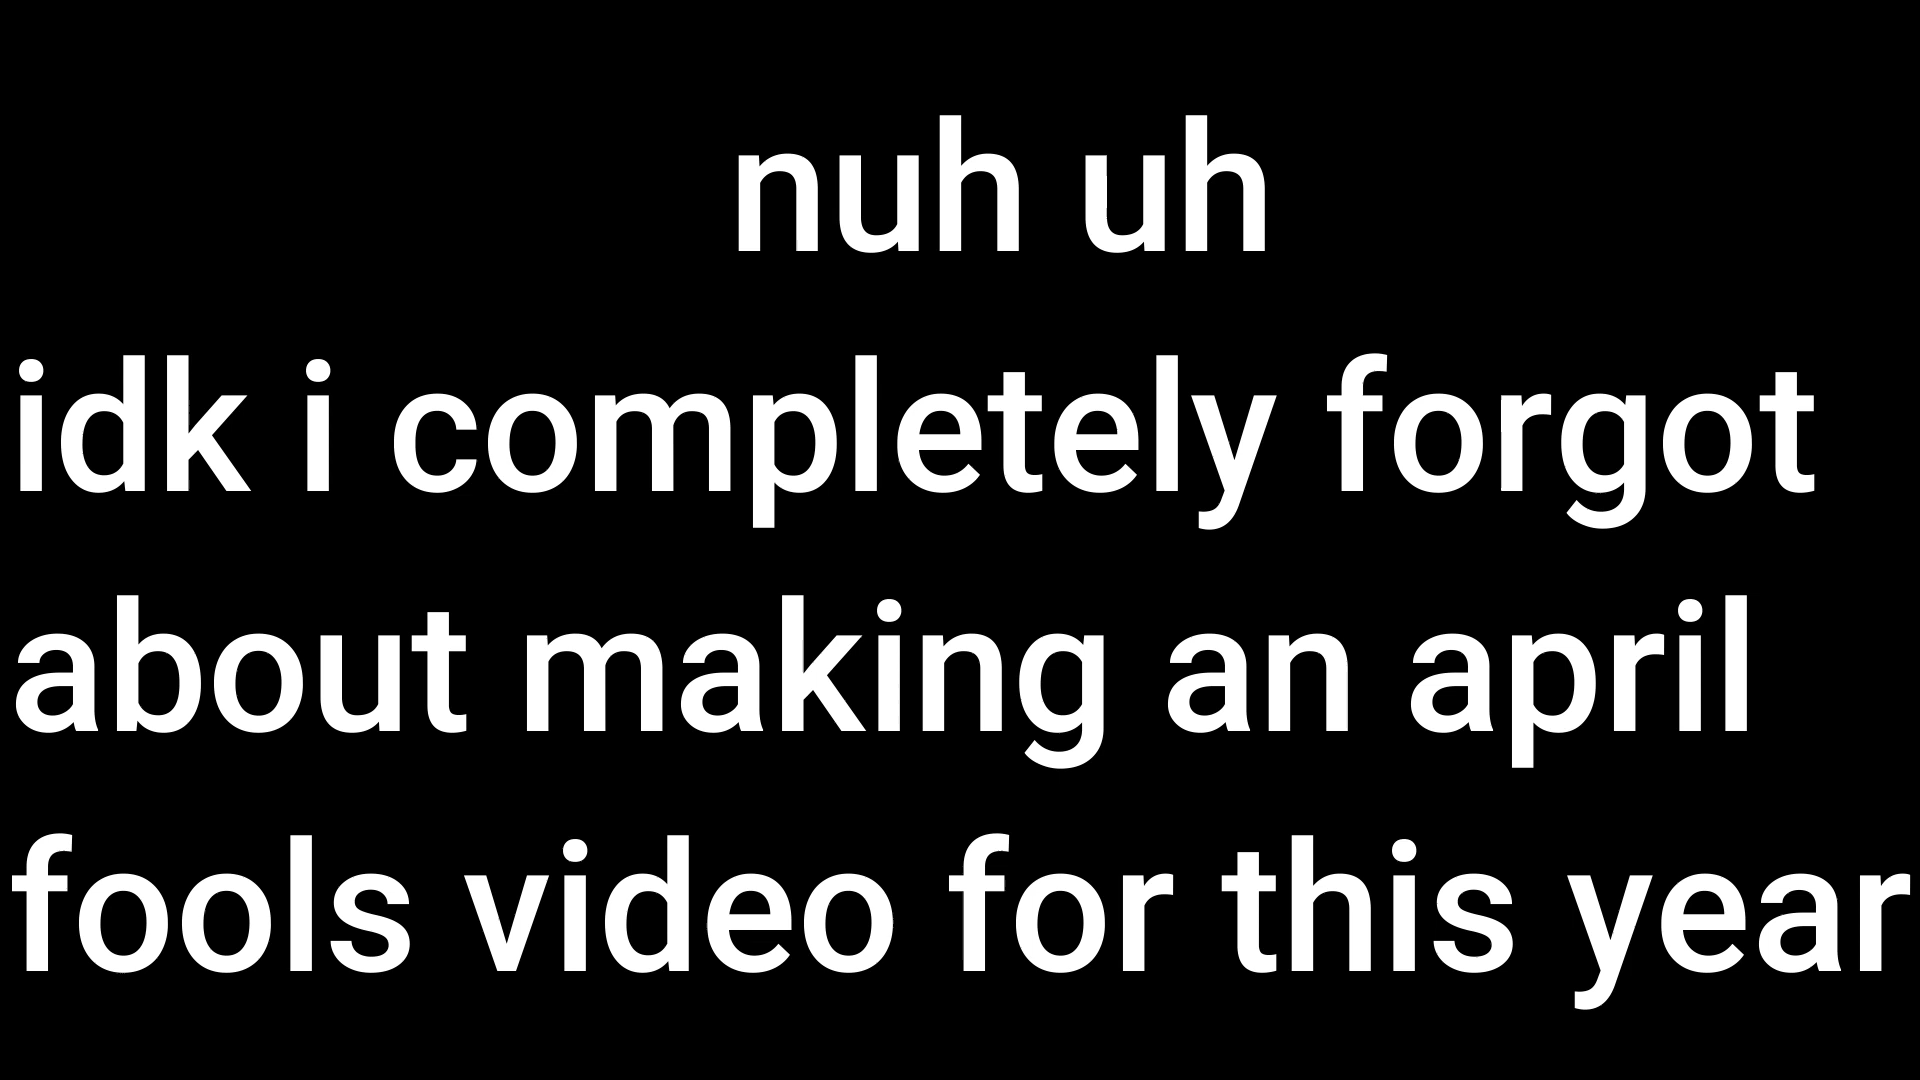 nuh uh
idk i completely forgot
about making an april
fools video for this year